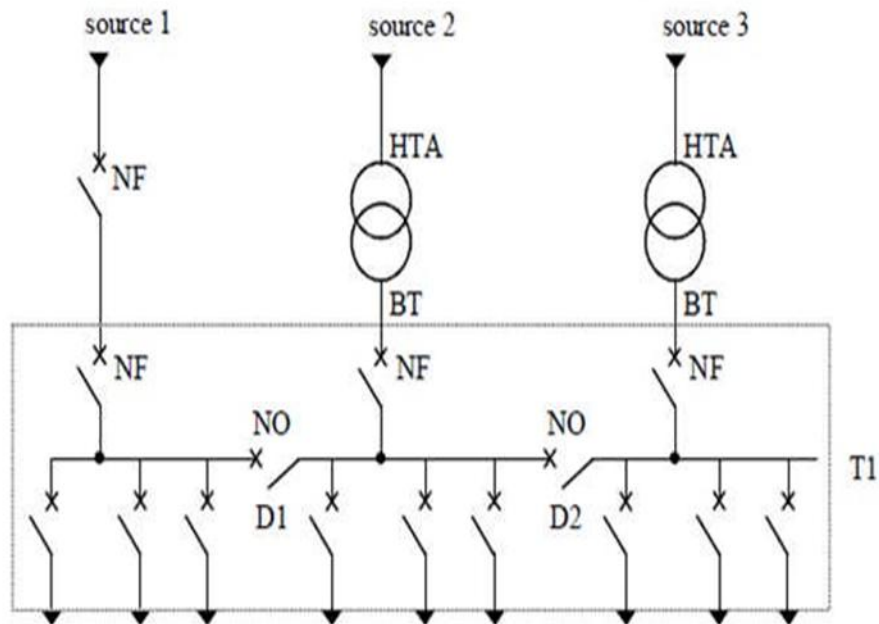 source 1
source 2
source 3
HTA
HTA
NF
BT
BT
NF
NF
NF
NO
NO
T1
D1
D2